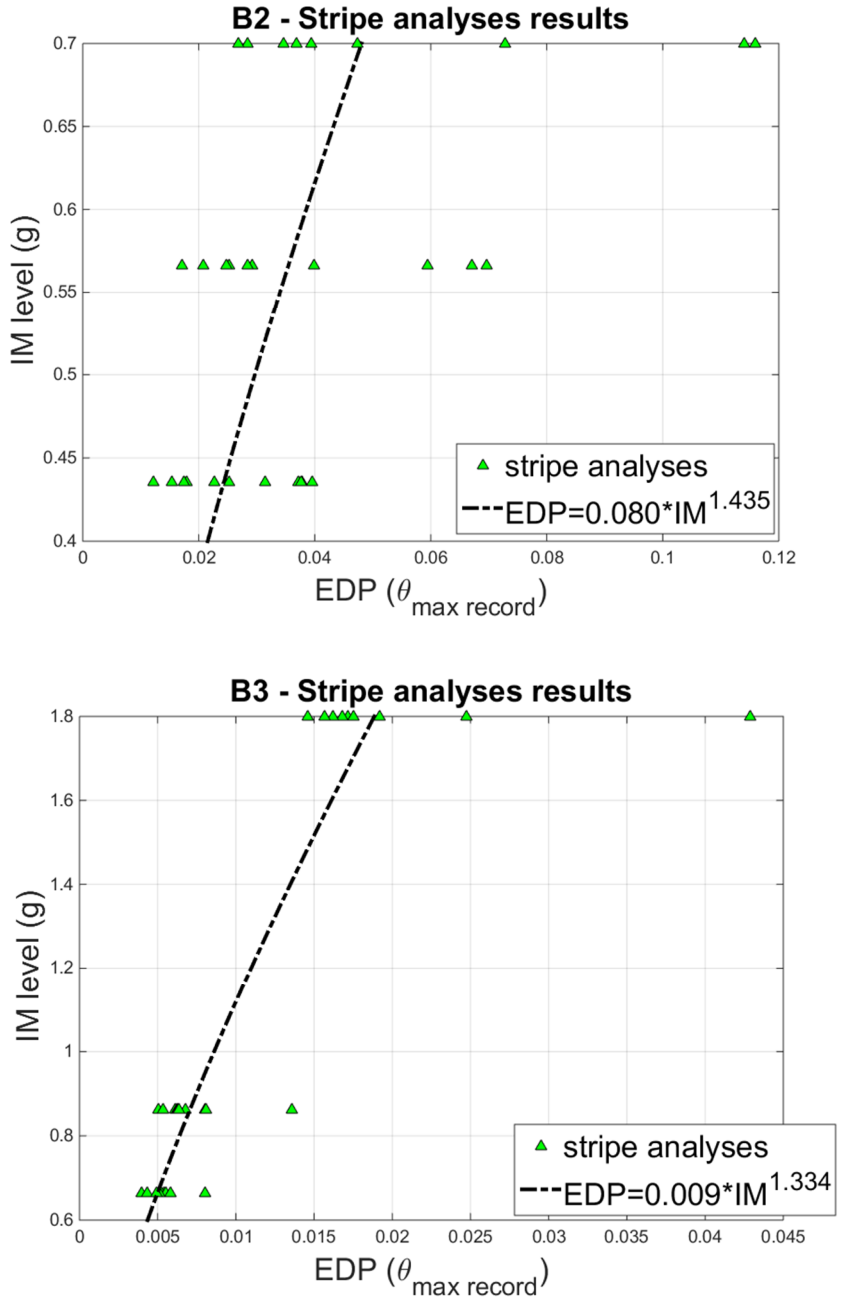 B2 - Stripe analyses results
0.7
0.65
0.6
0.55
0.5
0.45
0.4
IM level (g)
stripe analyses
EDP=0.080*IM^1.435
0 0.02 0.04 0.06 0.08 0.1 0.12
EDP (θmax record)
B3 - Stripe analyses results
1.8
1.6
1.4
1.2
1
0.8
0.6
IM level (g)
stripe analyses
EDP=0.009*IM^1.334
0 0.005 0.01 0.015 0.02 0.025 0.03 0.035 0.04 0.045
EDP (θmax record)